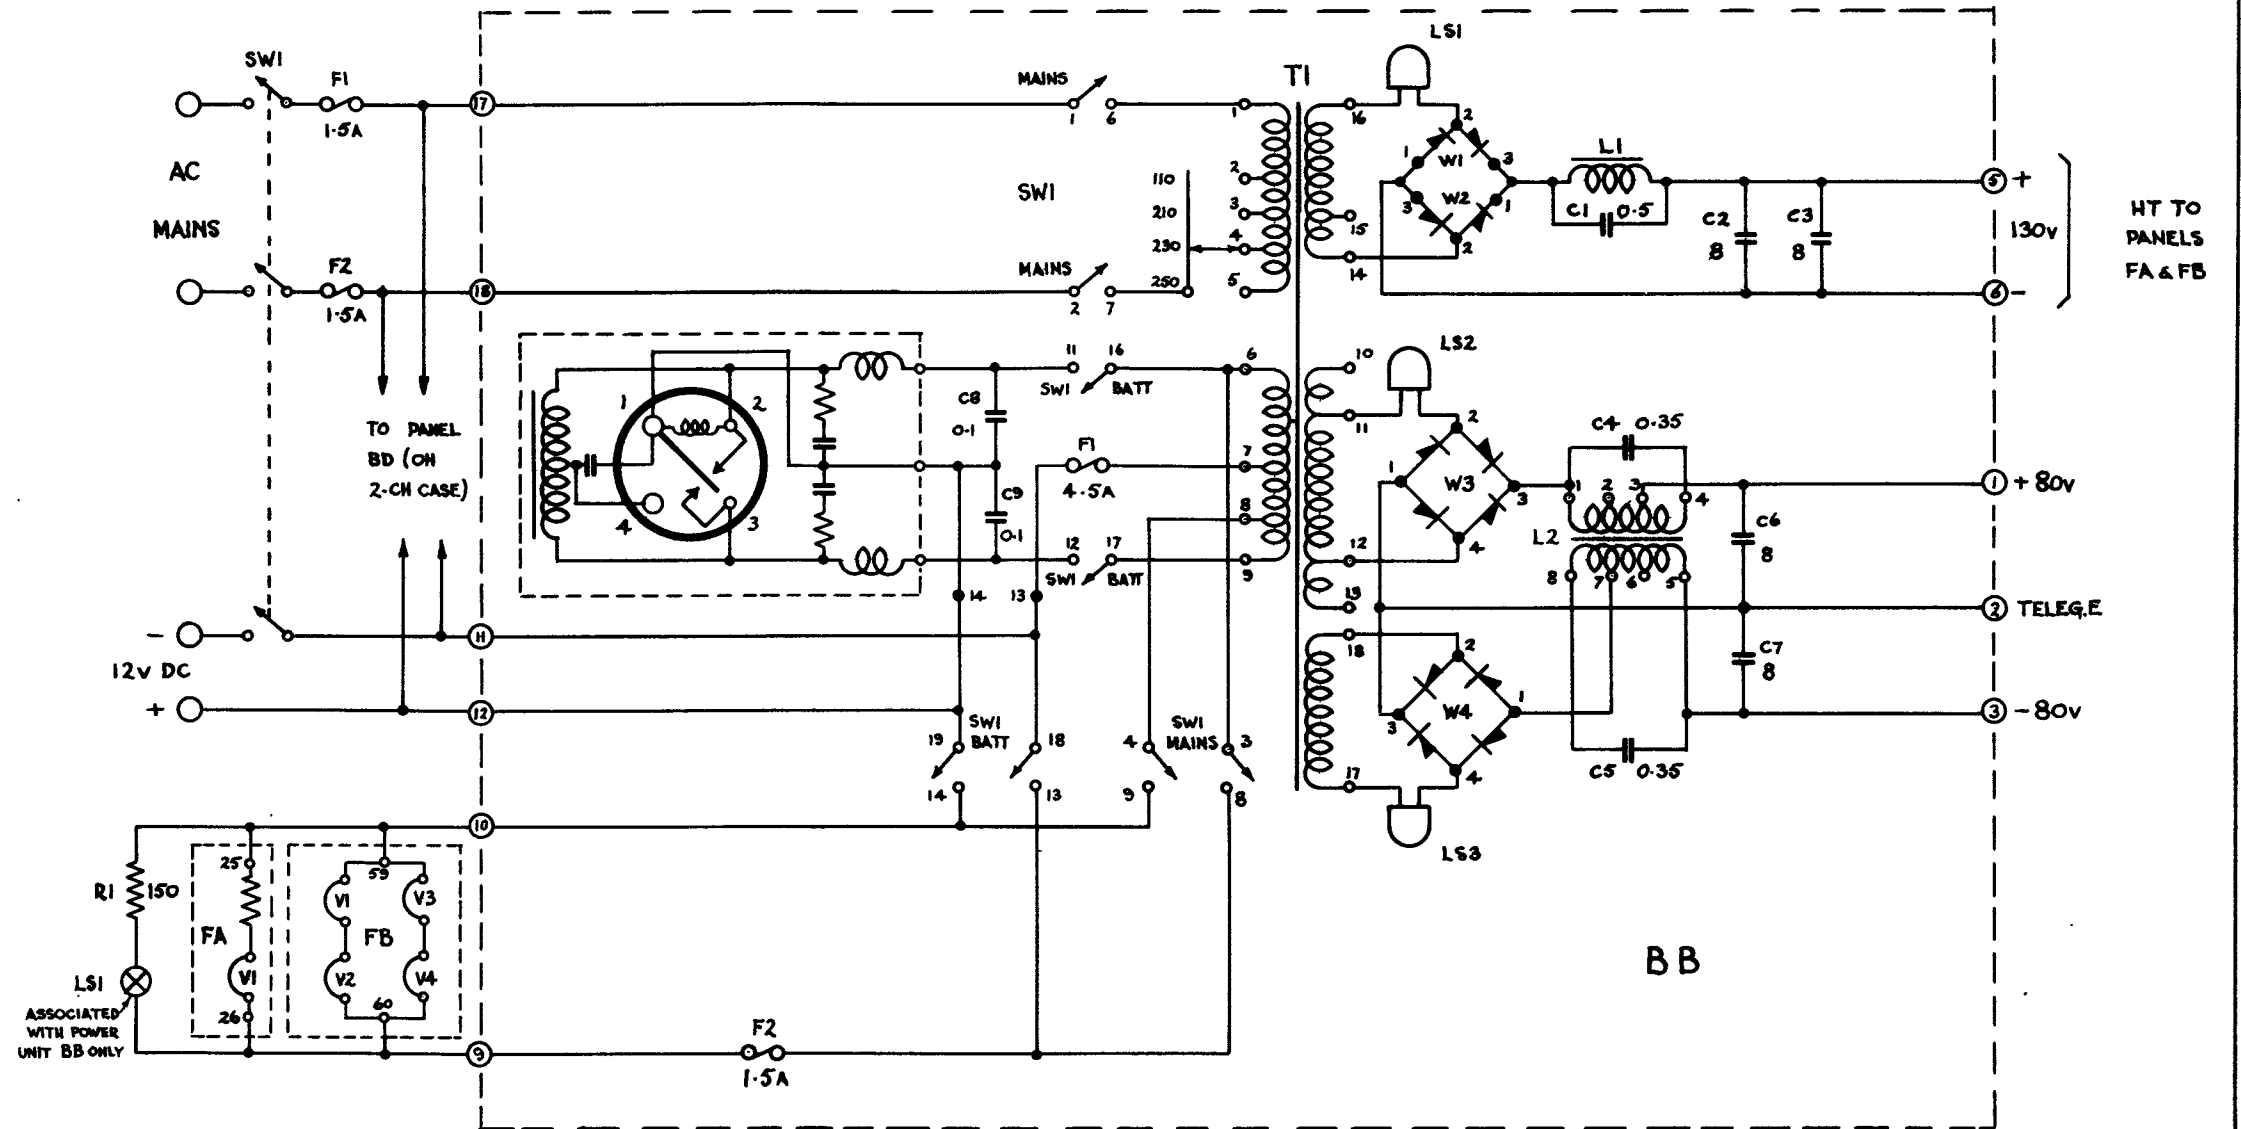 SW1
F1
1.5A
AC
MAINS
F2
1.5A
17
18
MAINS
1 6
SW1
MAINS
2 7
110
210
230
250
T1
1
2
3
4
5
16
15
14
LS1
2
1 W1 3
3 W2 1
2
L1
C1 0.5
C2
8
C3
8
5 +
130V
6 -
HT TO
PANELS
FA & FB
TO PANEL
BD (OH
2-CH CASE)
1 2
4 3
C8
0.1
C9
0.1
11 16
SW1 BATT
F1
4.5A
12 17
SW1 BATT
14 13
6
7
8
9
10
11
12
13
LS2
2
1 W3 3
4
C4 0.35
1 2 3 4
L2
8 7 6 5
C6
8
C7
8
C5 0.35
1 +80V
2 TELEG.E
3 -80V
18
17
2
3 W4 1
4
LS3
-
12V DC
+
11
12
SW1
BATT
19 18
14 13
SW1
MAINS
4 3
9 8
10
R1 150
LS1
ASSOCIATED
WITH POWER
UNIT BB ONLY
25
FA
V1
26
59
V1 V3
FB
V2 V4
60
9
F2
1.5A
BB